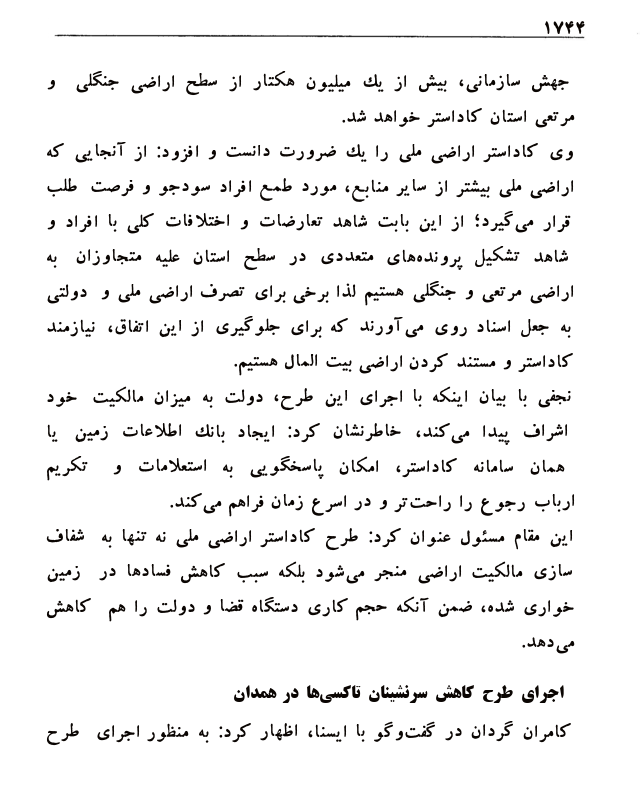 ۱۷۴۴
جهش سازمانی، بیش از یك میلیون هکتار از سطح اراضی جنگلی و
مرتعی استان کاداستر خواهد شد.
وی کاداستر اراضی ملی را یك ضرورت دانست و افزود: از آنجایی که
اراضی ملی بیشتر از سایر منابع، مورد طمع افراد سودجو و فرصت طلب
قرار می‌گیرد؛ از این بابت شاهد تعارضات و اختلافات کلی با افراد و
شاهد تشکیل پرونده‌های متعددی در سطح استان علیه متجاوزان به
اراضی مرتعی و جنگلی هستیم لذا برخی برای تصرف اراضی ملی و دولتی
به جعل اسناد روی می‌آورند که برای جلوگیری از این اتفاق، نیازمند
کاداستر و مستند کردن اراضی بیت المال هستیم.
نجفی با بیان اینکه با اجرای این طرح، دولت به میزان مالکیت خود
اشراف پیدا می‌کند، خاطرنشان کرد: ایجاد بانك اطلاعات زمین یا
همان سامانه کاداستر، امکان پاسخگویی به استعلامات و تکریم
ارباب رجوع را راحت‌تر و در اسرع زمان فراهم می‌کند.
این مقام مسئول عنوان کرد: طرح کاداستر اراضی ملی نه تنها به شفاف
سازی مالکیت اراضی منجر می‌شود بلکه سبب کاهش فسادها در زمین
خواری شده، ضمن آنکه حجم کاری دستگاه قضا و دولت را هم کاهش
می‌دهد.
اجرای طرح کاهش سرنشینان تاکسی‌ها در همدان
کامران گردان در گفت‌وگو با ایسنا، اظهار کرد: به منظور اجرای طرح